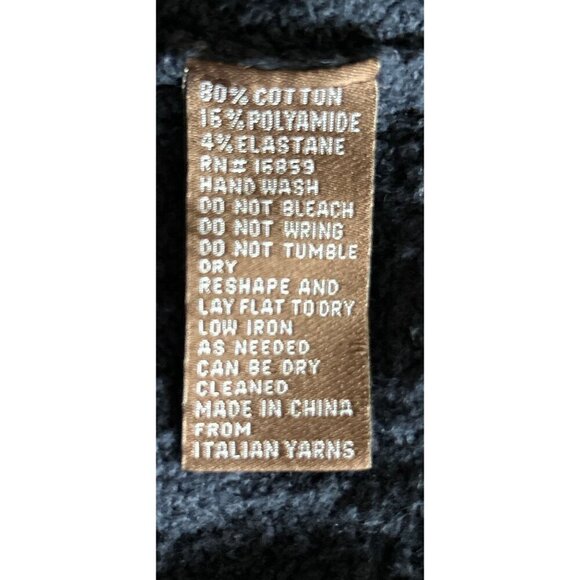 80% COTTON
16% POLYAMIDE
4% ELASTANE
RN# 16859
HAND WASH
DO NOT BLEACH
DO NOT WRING
DO NOT TUMBLE
DRY
RESHAPE AND
LAY FLAT TO DRY
LOW IRON
AS NEEDED
CAN BE DRY
CLEANED
MADE IN CHINA
FROM
ITALIAN YARNS